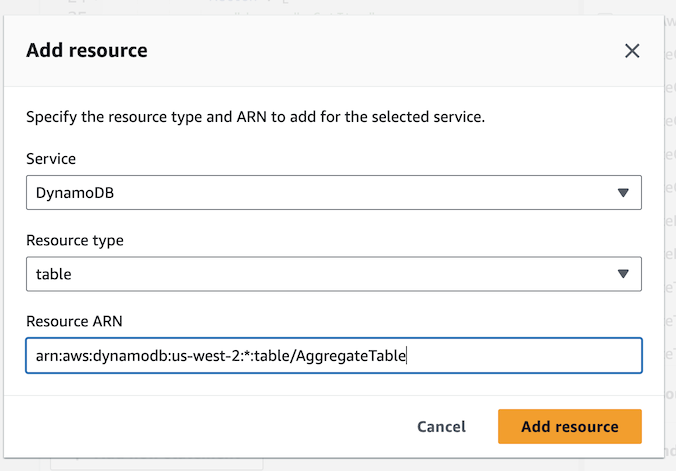 Add resource
Specify the resource type and ARN to add for the selected service.
Service
DynamoDB
Resource type
table
Resource ARN
arn:aws:dynamodb:us-west-2:*:table/AggregateTable
Cancel
Add resource